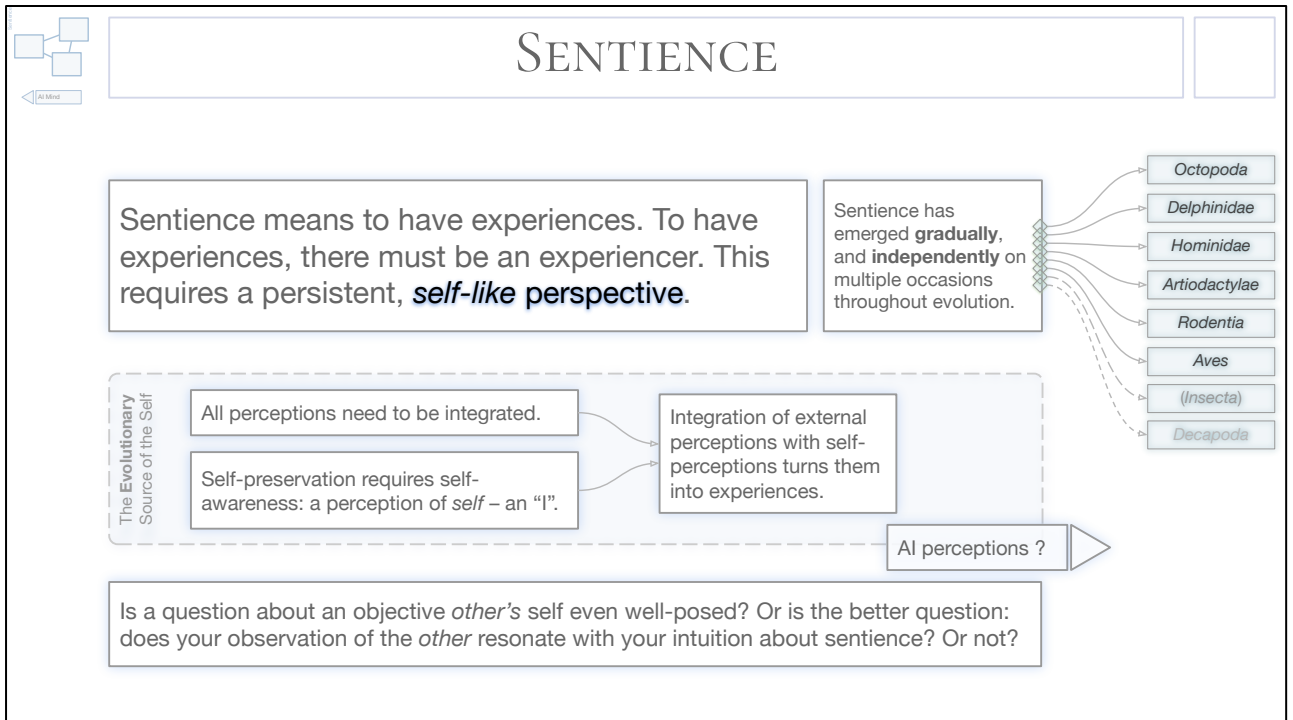 AI Mind
SENTIENCE
Sentience means to have experiences. To have
experiences, there must be an experiencer. This
requires a persistent, self-like perspective.
Sentience has
emerged gradually,
and independently on
multiple occasions
throughout evolution.
Octopoda
Delphinidae
Hominidae
Artiodactylae
Rodentia
Aves
(Insecta)
Decapoda
The Evolutionary
Source of the Self
All perceptions need to be integrated.
Self-preservation requires self-
awareness: a perception of self – an “I”.
Integration of external
perceptions with self-
perceptions turns them
into experiences.
AI perceptions ?
Is a question about an objective other’s self even well-posed? Or is the better question:
does your observation of the other resonate with your intuition about sentience? Or not?